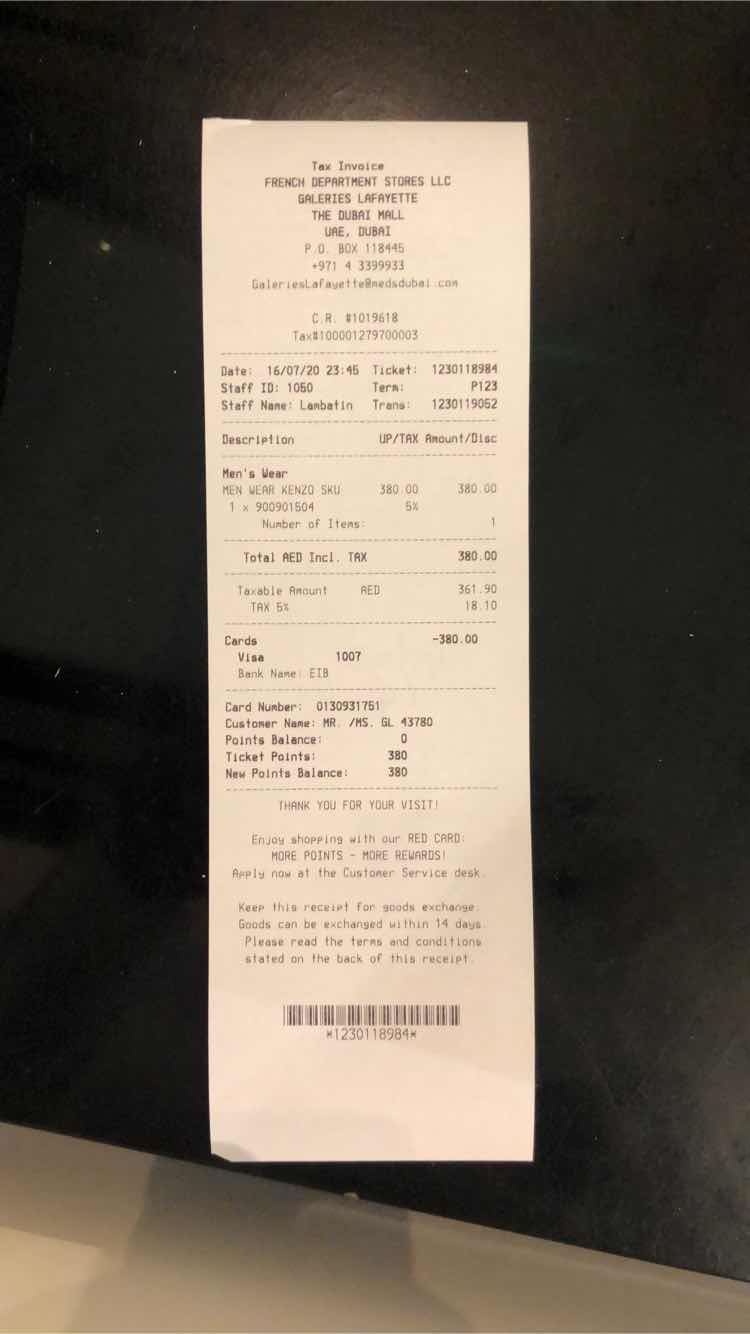 Tax Invoice
FRENCH DEPARTMENT STORES LLC
GALERIES LAFAYETTE
THE DUBAI MALL
UAE, DUBAI
P.O. BOX 118445
+971 4 3399933
GaleriesLafayette@medsdubai.com
C.R. #1019618
Tax#100001279700003
Date: 16/07/20 23:45 Ticket: 1230118984
Staff ID: 1050 Term: P123
Staff Name: Lambatin Trans: 1230119052
Description UP/TAX Amount/Disc
Men's Wear
MEN WEAR KENZO SKU 380.00 380.00
1 x 900901504 5%
Number of Items: 1
Total AED Incl. TAX 380.00
Taxable Amount AED 361.90
TAX 5% 18.10
Cards -380.00
Visa 1007
Bank Name: EIB
Card Number: 0130931751
Customer Name: MR. /MS. GL 43780
Points Balance: 0
Ticket Points: 380
New Points Balance: 380
THANK YOU FOR YOUR VISIT!
Enjoy shopping with our RED CARD:
MORE POINTS - MORE REWARDS!
Apply now at the Customer Service desk.
Keep this receipt for goods exchange.
Goods can be exchanged within 14 days.
Please read the terms and conditions
stated on the back of this receipt.
*1230118984*